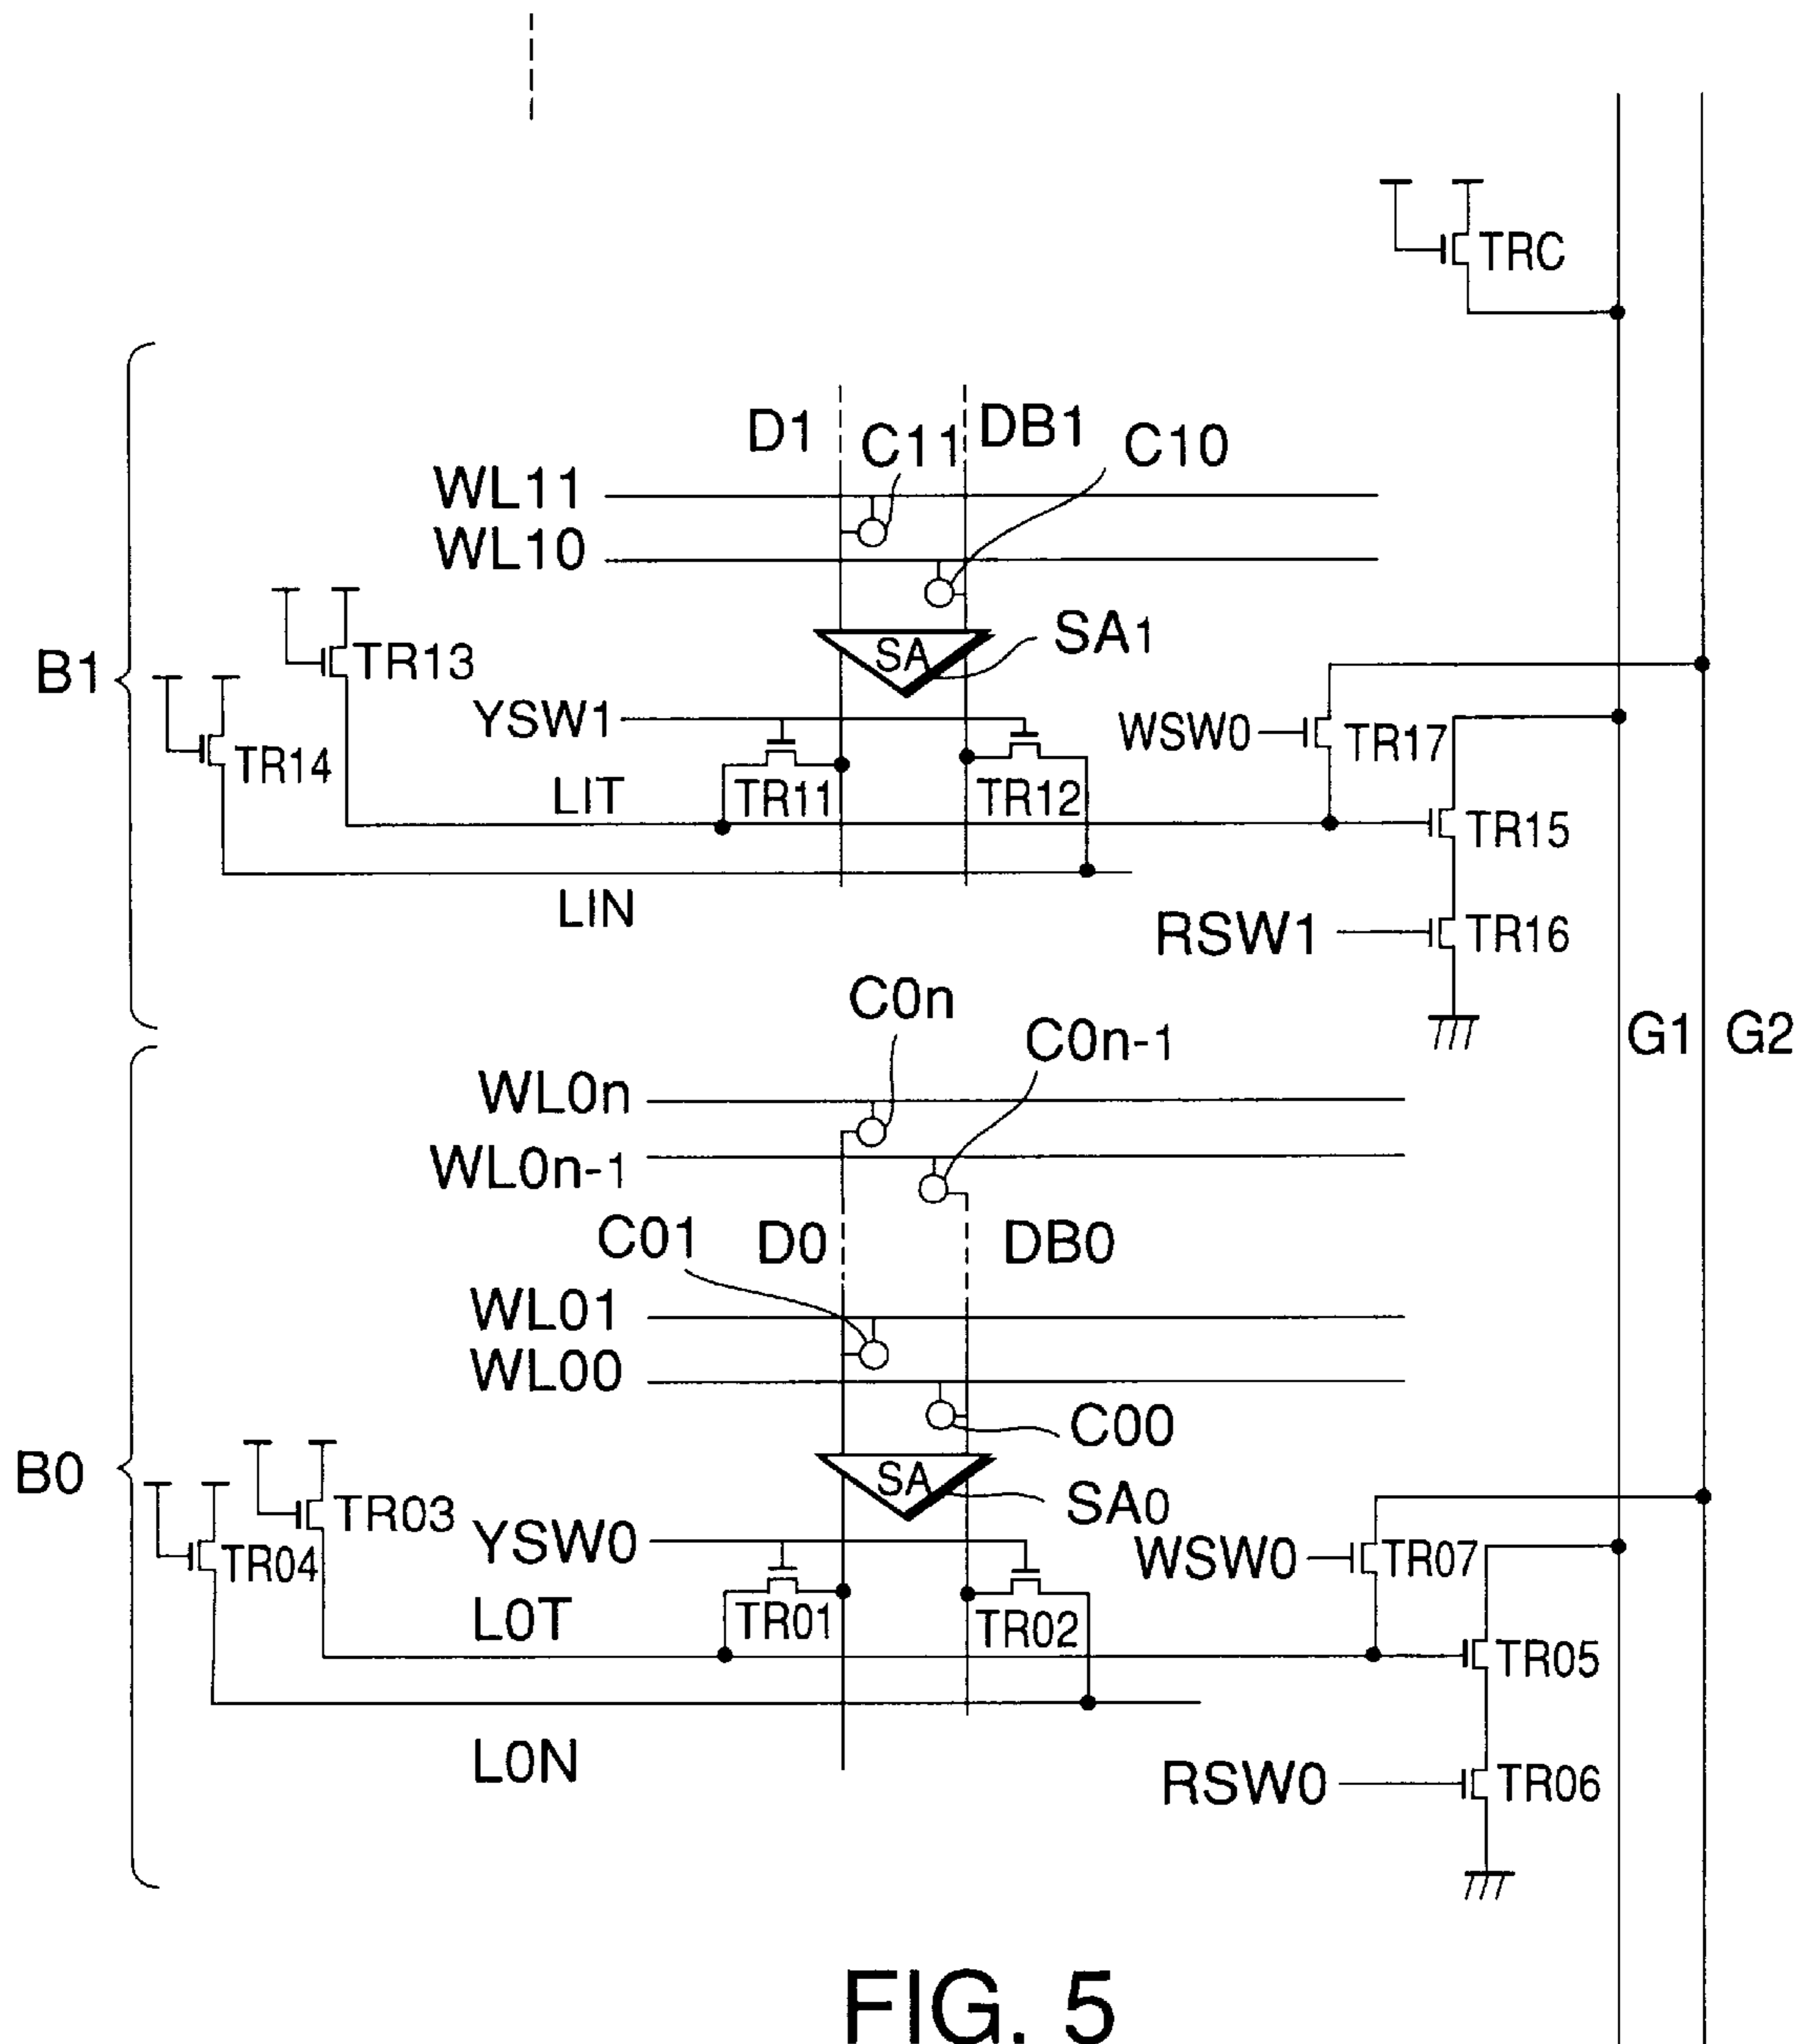 TRC
D1
C11
DB1
C10
WL11
WL10
SA
SA1
B1
TR13
YSW1
WSW0
TR17
TR14
LIT
TR11
TR12
TR15
LIN
RSW1
TR16
C0n
C0n-1
G1
G2
WL0n
WL0n-1
C01
D0
DB0
WL01
WL00
C00
B0
SA
SA0
TR03
YSW0
WSW0
TR07
TR04
L0T
TR01
TR02
TR05
L0N
RSW0
TR06
FIG. 5